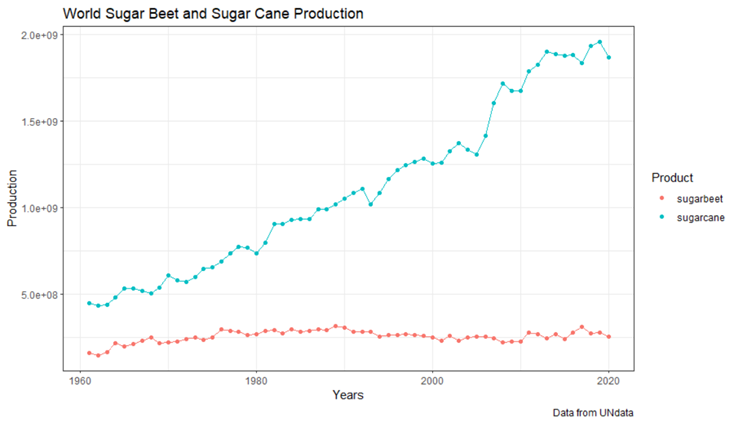 World Sugar Beet and Sugar Cane Production
2.0e+09
1.5e+09
1.0e+09
5.0e+08
Production
1960
1980
2000
2020
Years
Product
sugarbeet
sugarcane
Data from UNdata